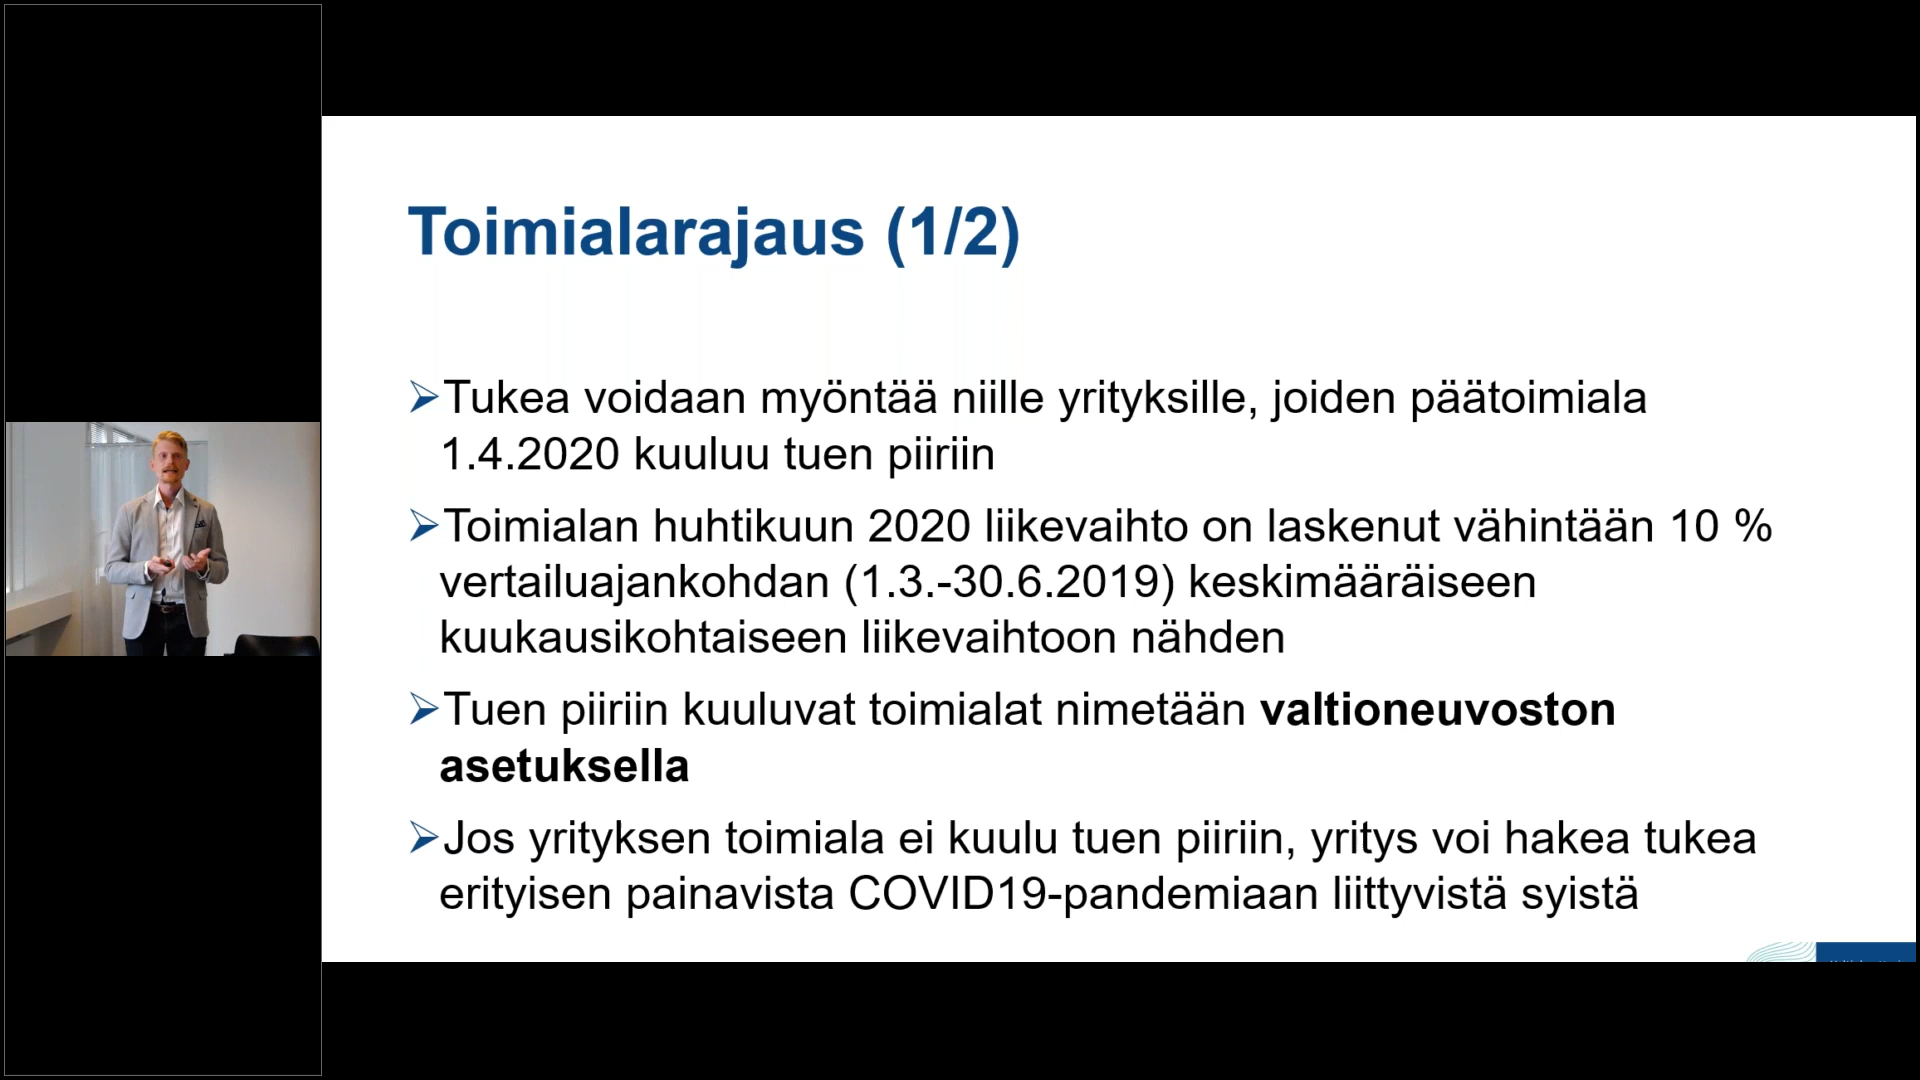 Toimialarajaus (1/2)
Tukea voidaan myöntää niille yrityksille, joiden päätoimiala
1.4.2020 kuuluu tuen piiriin
Toimialan huhtikuun 2020 liikevaihto on laskenut vähintään 10 %
vertailuajankohdan (1.3.-30.6.2019) keskimääräiseen
kuukausikohtaiseen liikevaihtoon nähden
Tuen piiriin kuuluvat toimialat nimetään valtioneuvoston
asetuksella
Jos yrityksen toimiala ei kuulu tuen piiriin, yritys voi hakea tukea
erityisen painavista COVID19-pandemiaan liittyvistä syistä